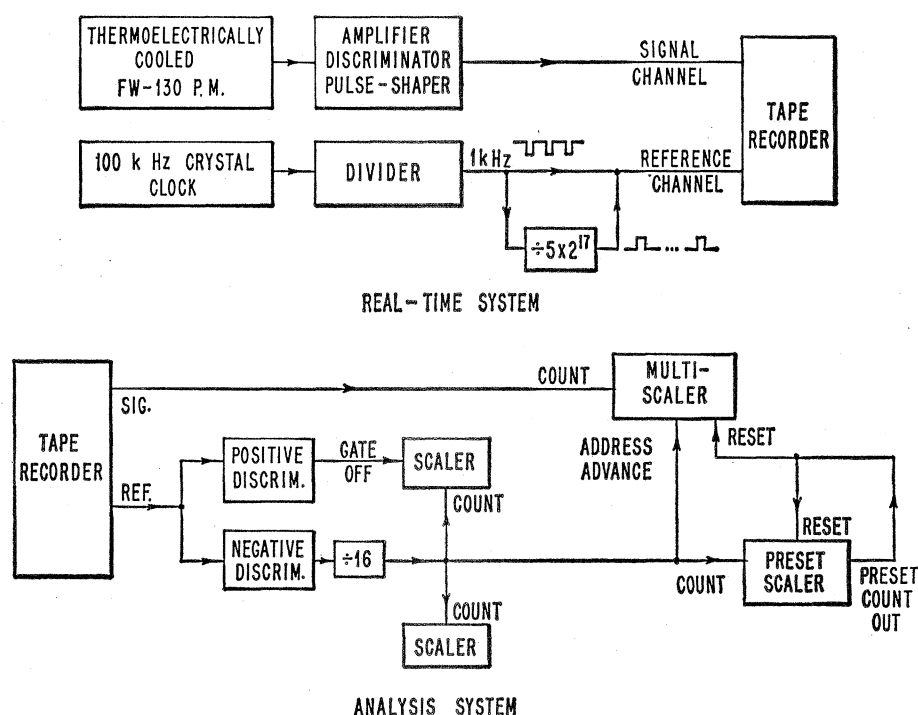 THERMOELECTRICALLY
COOLED
FW-130 P.M.
AMPLIFIER
DISCRIMINATOR
PULSE-SHAPER
SIGNAL
CHANNEL
TAPE
RECORDER
100 k Hz CRYSTAL
CLOCK
DIVIDER
1kHz
REFERENCE
CHANNEL
÷5x2^17
...
REAL-TIME SYSTEM
TAPE
RECORDER
SIG.
COUNT
MULTI-
SCALER
REF.
POSITIVE
DISCRIM.
GATE
OFF
SCALER
COUNT
ADDRESS
ADVANCE
RESET
RESET
NEGATIVE
DISCRIM.
÷16
COUNT
SCALER
COUNT
PRESET
SCALER
PRESET
COUNT
OUT
ANALYSIS SYSTEM